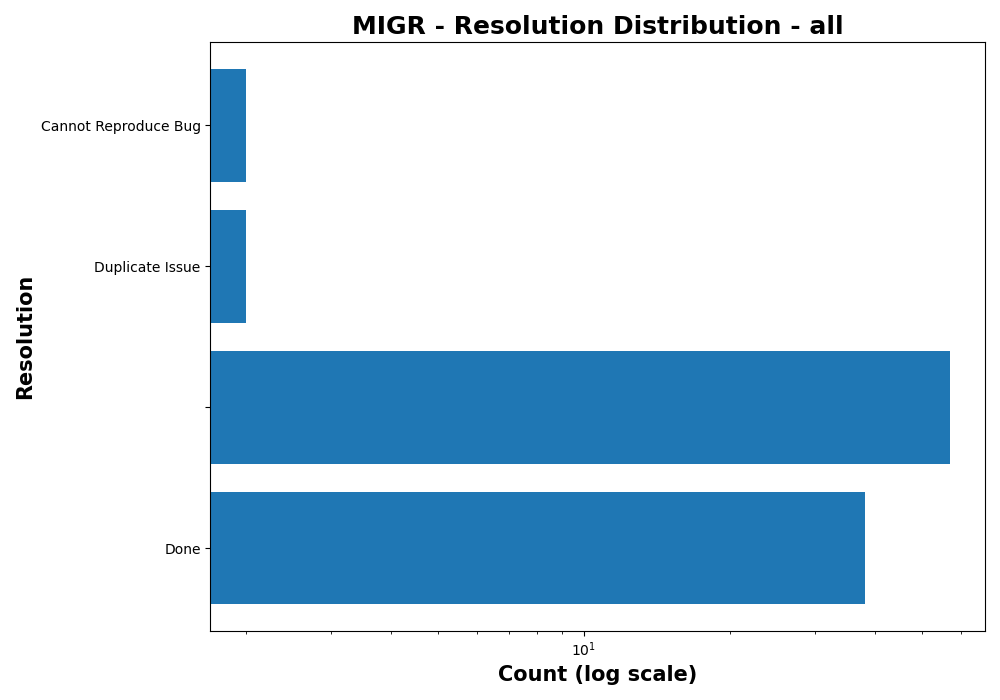 MIGR - Resolution Distribution - all
Cannot Reproduce Bug
Duplicate Issue
Done
Resolution
10¹
Count (log scale)